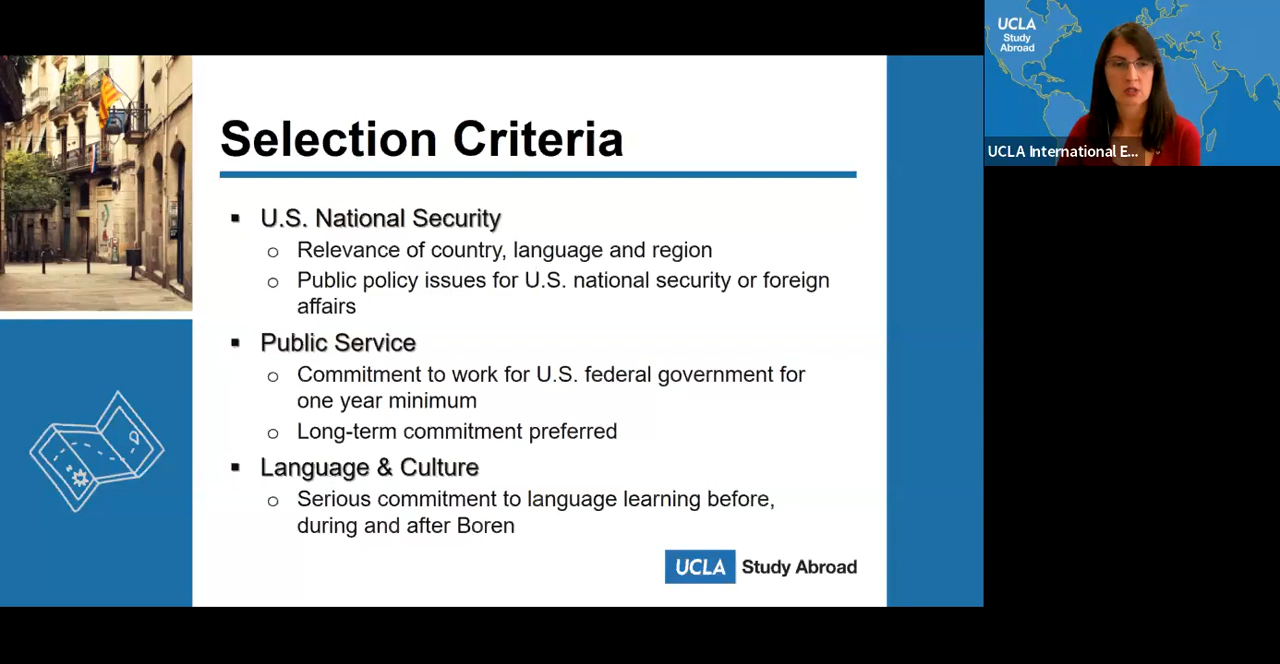 Selection Criteria
▪ U.S. National Security
o Relevance of country, language and region
o Public policy issues for U.S. national security or foreign
affairs
▪ Public Service
o Commitment to work for U.S. federal government for
one year minimum
o Long-term commitment preferred
▪ Language & Culture
o Serious commitment to language learning before,
during and after Boren
UCLA Study Abroad
UCLA
Study
Abroad
UCLA International E...